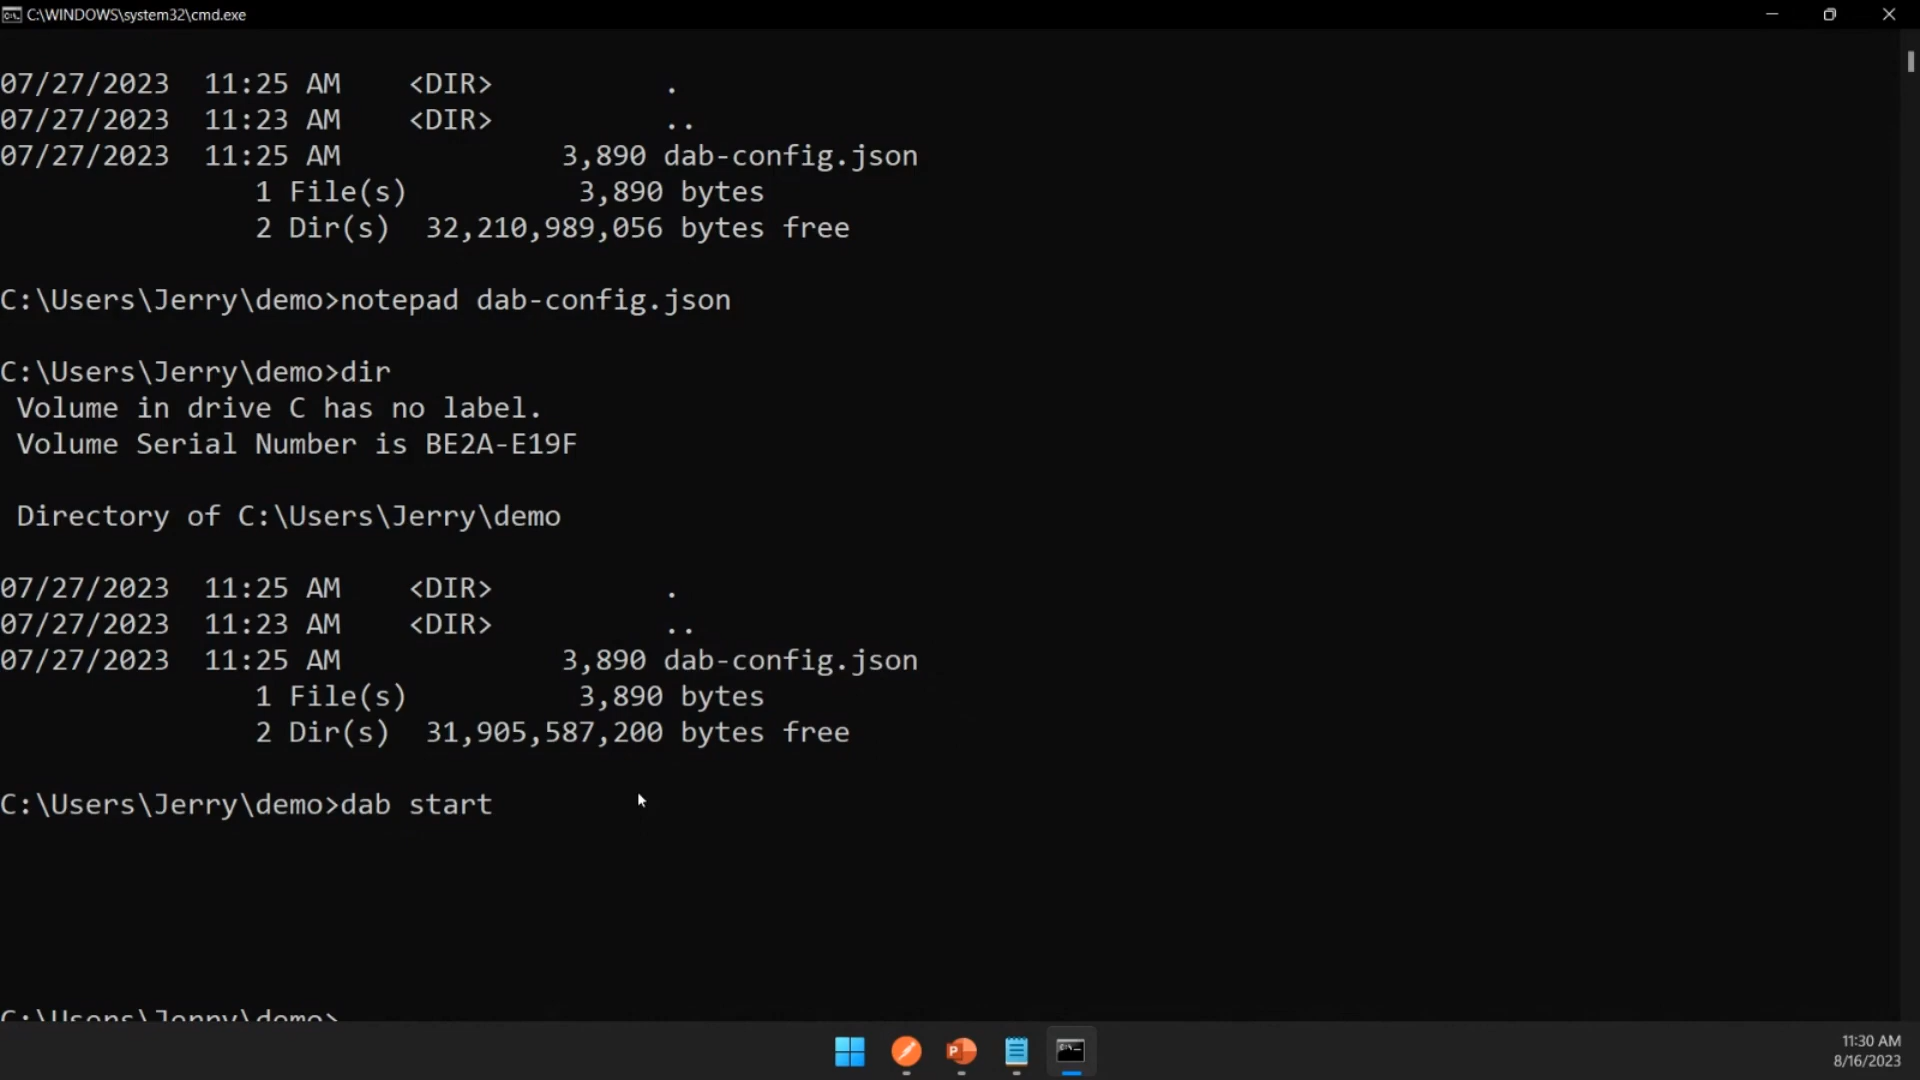 C:\WINDOWS\system32\cmd.exe
07/27/2023  11:25 AM    <DIR>          .
07/27/2023  11:23 AM    <DIR>          ..
07/27/2023  11:25 AM             3,890 dab-config.json
               1 File(s)          3,890 bytes
               2 Dir(s)  32,210,989,056 bytes free
C:\Users\Jerry\demo>notepad dab-config.json
C:\Users\Jerry\demo>dir
 Volume in drive C has no label.
 Volume Serial Number is BE2A-E19F
 Directory of C:\Users\Jerry\demo
07/27/2023  11:25 AM    <DIR>          .
07/27/2023  11:23 AM    <DIR>          ..
07/27/2023  11:25 AM             3,890 dab-config.json
               1 File(s)          3,890 bytes
               2 Dir(s)  31,905,587,200 bytes free
C:\Users\Jerry\demo>dab start
C:\Users\Jerry\demo>
11:30 AM
8/16/2023